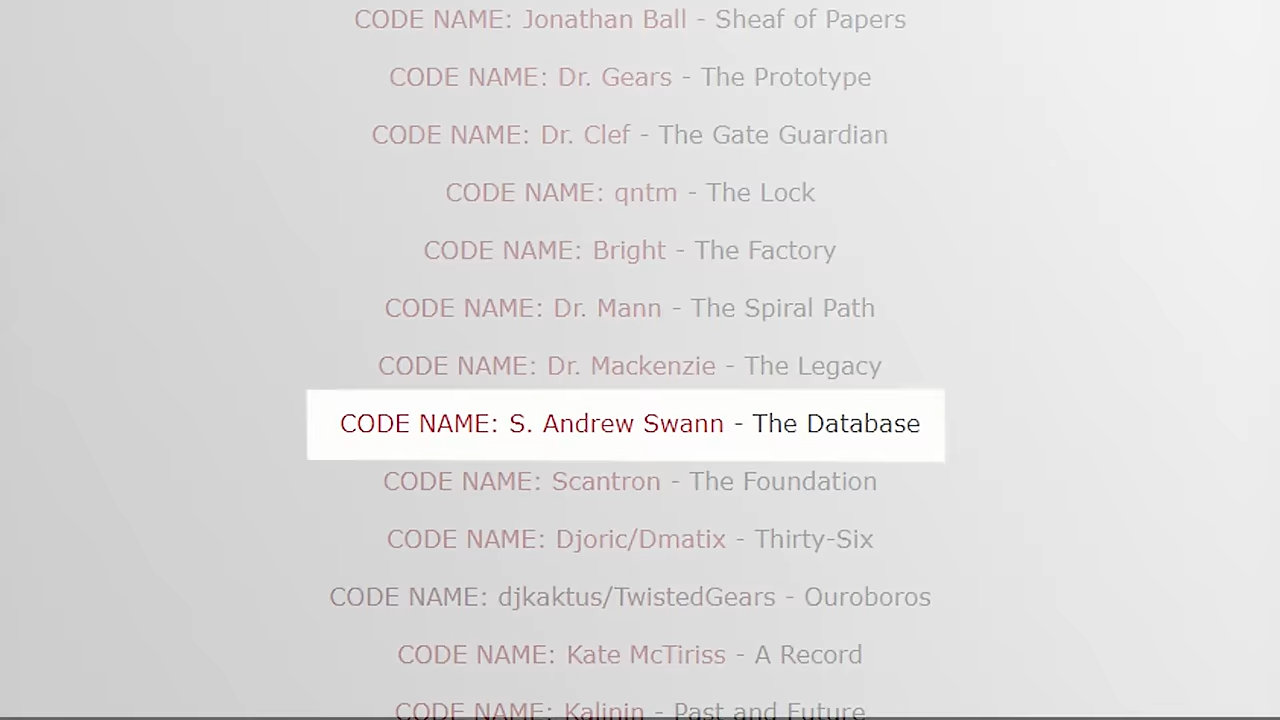 CODE NAME: Jonathan Ball - Sheaf of Papers
CODE NAME: Dr. Gears - The Prototype
CODE NAME: Dr. Clef - The Gate Guardian
CODE NAME: qntm - The Lock
CODE NAME: Bright - The Factory
CODE NAME: Dr. Mann - The Spiral Path
CODE NAME: Dr. Mackenzie - The Legacy
CODE NAME: S. Andrew Swann - The Database
CODE NAME: Scantron - The Foundation
CODE NAME: Djoric/Dmatix - Thirty-Six
CODE NAME: djkaktus/TwistedGears - Ouroboros
CODE NAME: Kate McTiriss - A Record
CODE NAME: Kalinin - Past and Future